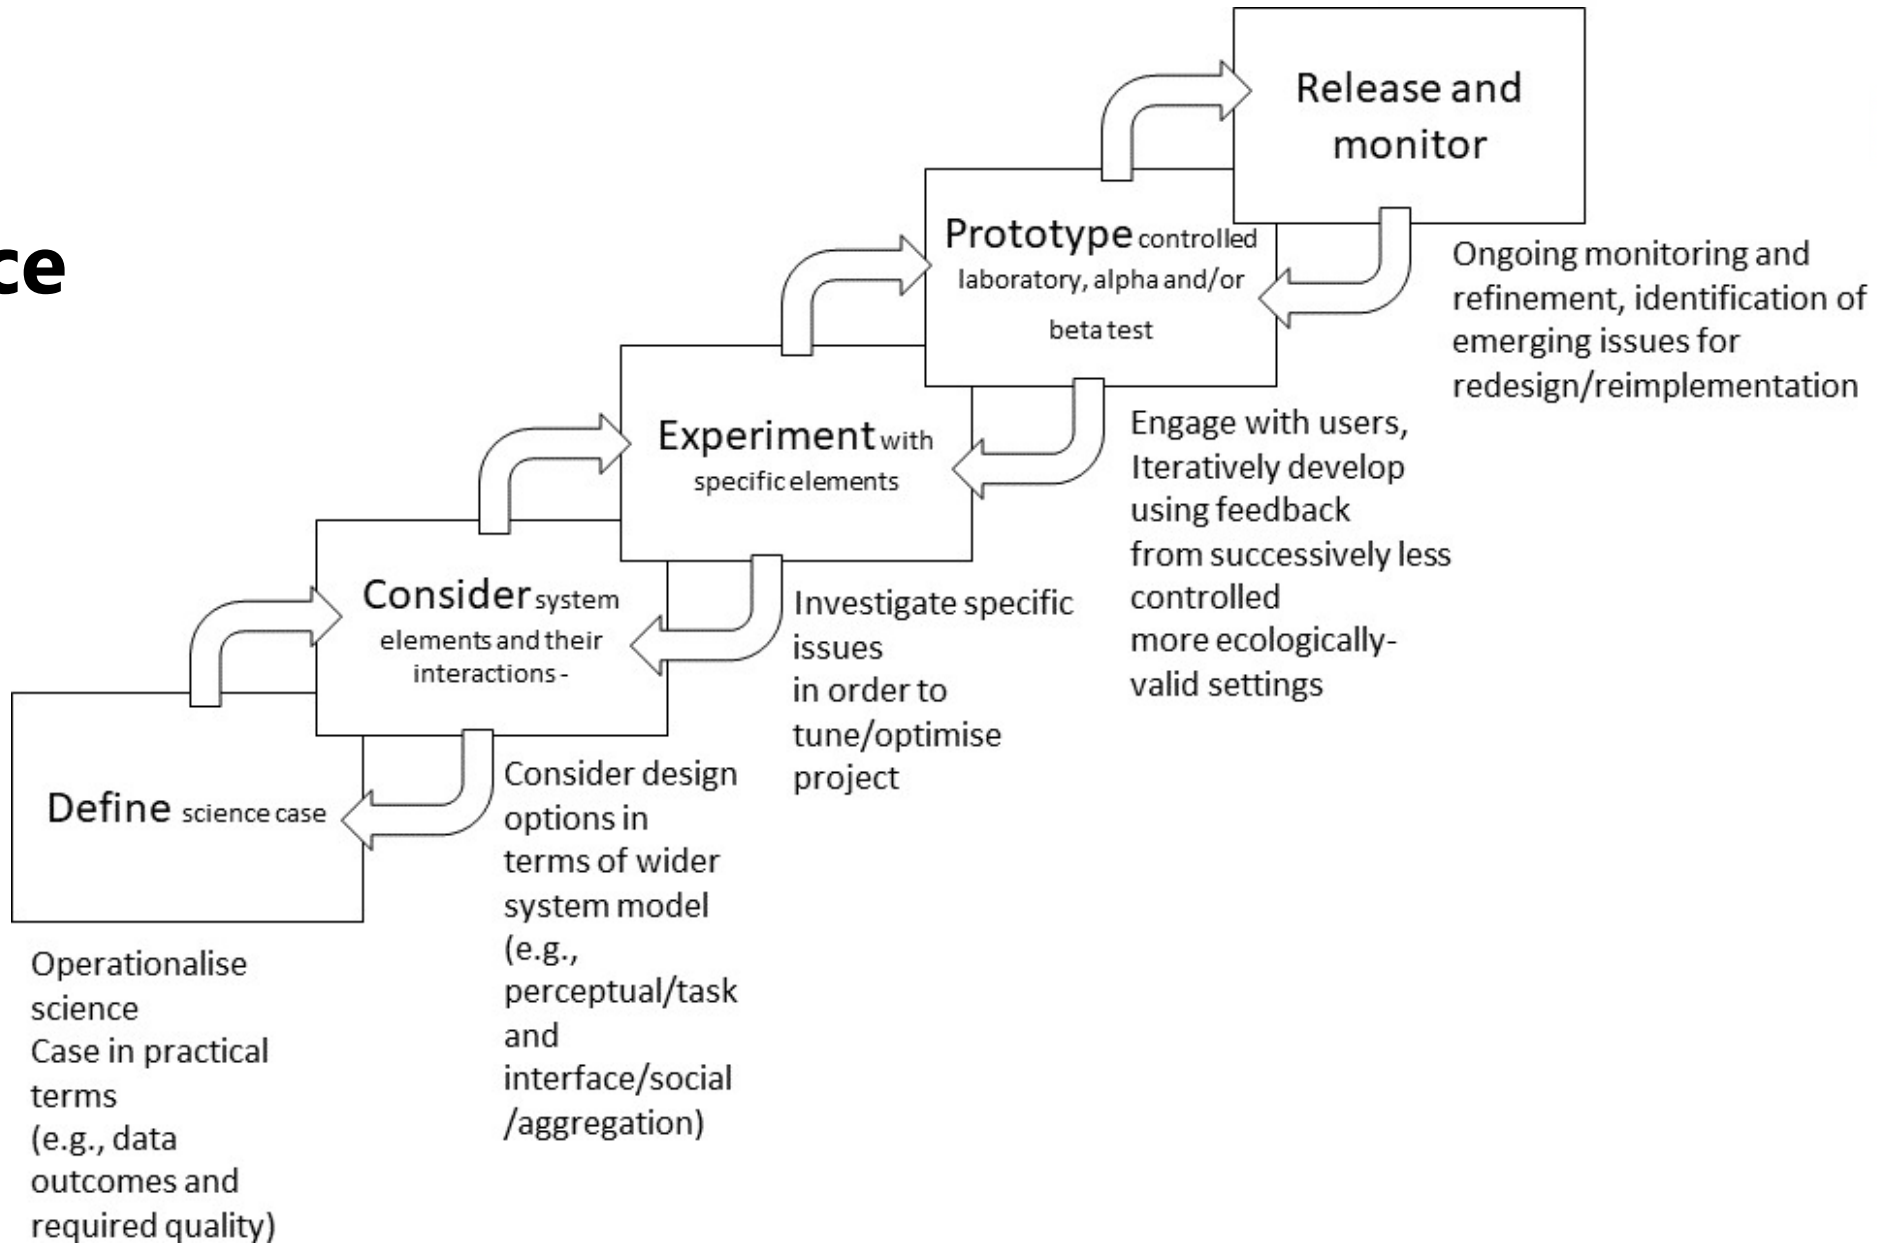 ce
Release and
monitor
Ongoing monitoring and
refinement, identification of
emerging issues for
redesign/reimplementation
Prototype controlled
laboratory, alpha and/or
beta test
Engage with users,
Iteratively develop
using feedback
from successively less
controlled
more ecologically-
valid settings
Experiment with
specific elements
Investigate specific
issues
in order to
tune/optimise
project
Consider system
elements and their
interactions -
Consider design
options in
terms of wider
system model
(e.g.,
perceptual/task
and
interface/social
/aggregation)
Define science case
Operationalise
science
Case in practical
terms
(e.g., data
outcomes and
required quality)